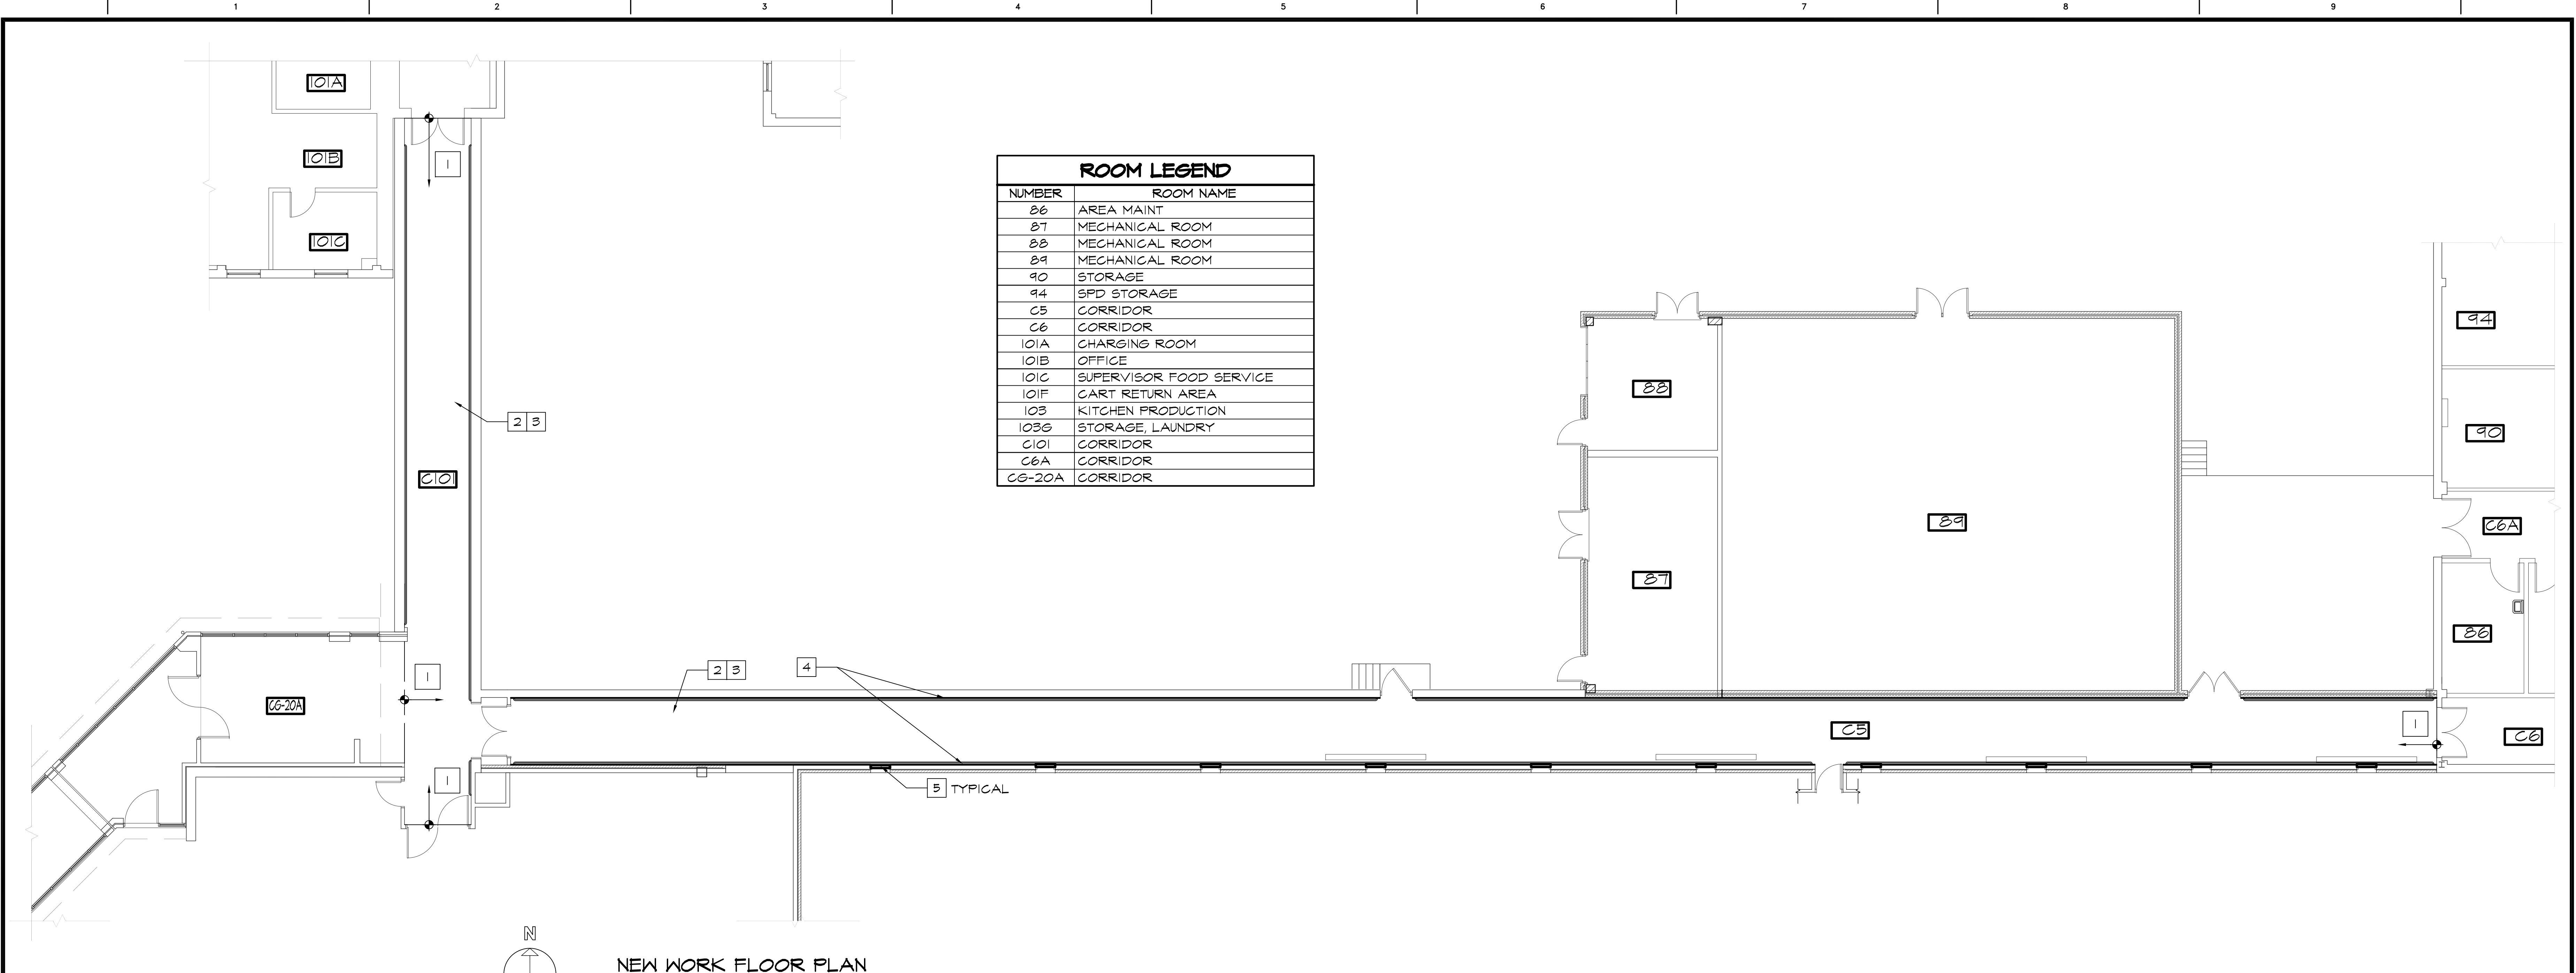 1 2 3 4 5 6 7 8 9
101A
101B
1
101C
ROOM LEGEND
NUMBER ROOM NAME
86 AREA MAINT
87 MECHANICAL ROOM
88 MECHANICAL ROOM
89 MECHANICAL ROOM
90 STORAGE
94 SPD STORAGE
C5 CORRIDOR
C6 CORRIDOR
101A CHARGING ROOM
101B OFFICE
101C SUPERVISOR FOOD SERVICE
101F CART RETURN AREA
103 KITCHEN PRODUCTION
103G STORAGE, LAUNDRY
C101 CORRIDOR
C6A CORRIDOR
CG-20A CORRIDOR
94
88
2 3
90
C101
89
C6A
87
86
1
2 3
4
CG-20A
1
C5
C6
1
5 TYPICAL
N
NEW WORK FLOOR PLAN